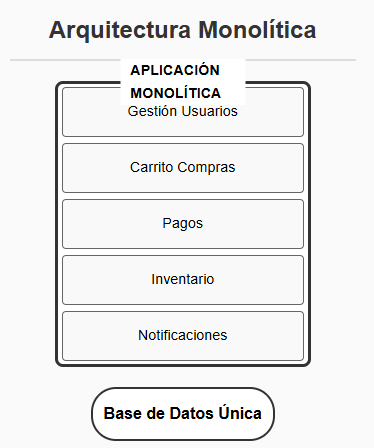 Arquitectura Monolítica
APLICACIÓN
MONOLÍTICA
Gestión Usuarios
Carrito Compras
Pagos
Inventario
Notificaciones
Base de Datos Única